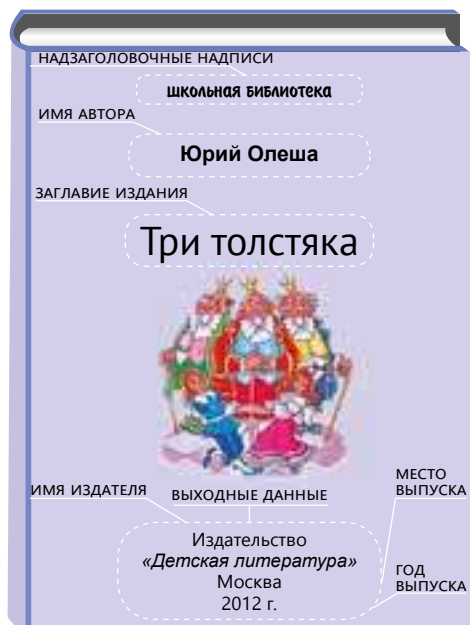 НАДЗАГОЛОВОЧНЫЕ НАДПИСИ
ШКОЛЬНАЯ БИБЛИОТЕКА
ИМЯ АВТОРА
Юрий Олеша
ЗАГЛАВИЕ ИЗДАНИЯ
Три толстяка
ИМЯ ИЗДАТЕЛЯ
ВЫХОДНЫЕ ДАННЫЕ
МЕСТО
ВЫПУСКА
Издательство
«Детская литература»
Москва
2012 г.
ГОД
ВЫПУСКА